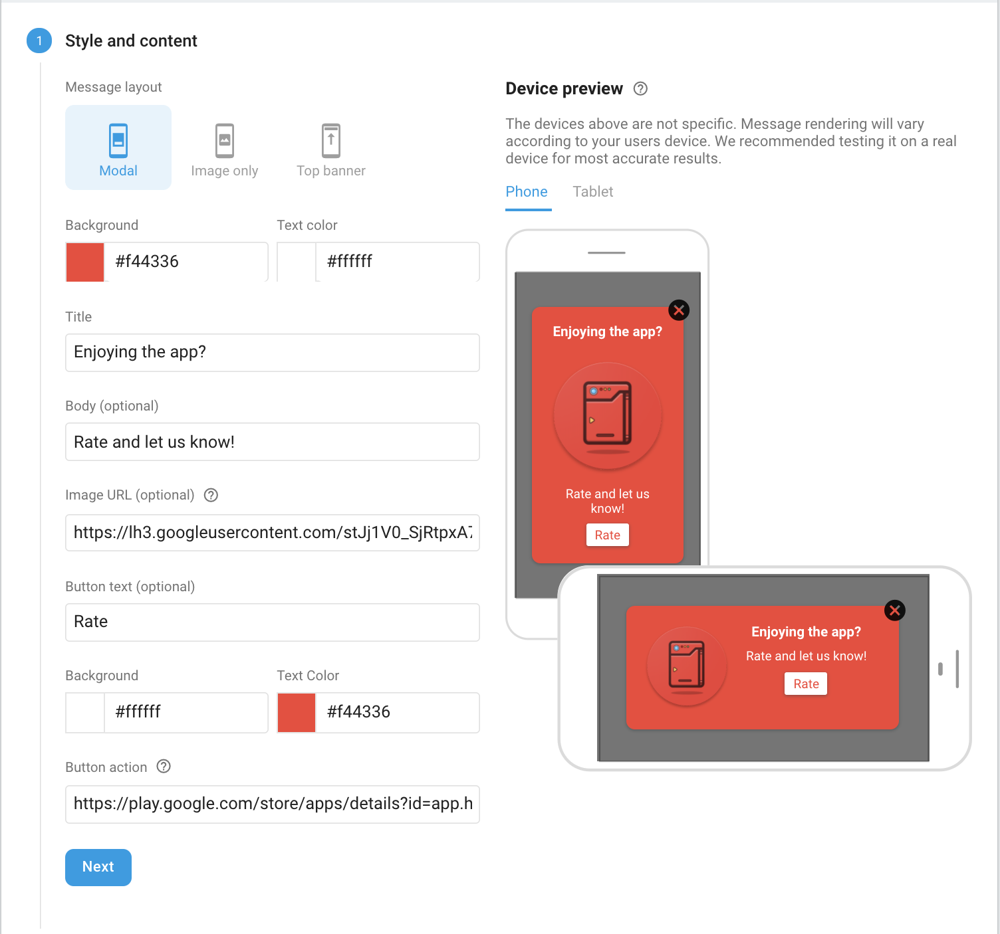 1
Style and content
Message layout
Modal
Image only
Top banner
Background
Text color
#f44336
#ffffff
Title
Enjoying the app?
Body (optional)
Rate and let us know!
Image URL (optional)
https://lh3.googleusercontent.com/stJj1V0_SjRtpxA7
Button text (optional)
Rate
Background
Text Color
#ffffff
#f44336
Button action
https://play.google.com/store/apps/details?id=app.h
Next
Device preview
The devices above are not specific. Message rendering will vary
according to your users device. We recommended testing it on a real
device for most accurate results.
Phone
Tablet
Enjoying the app?
Rate and let us
know!
Rate
Enjoying the app?
Rate and let us know!
Rate